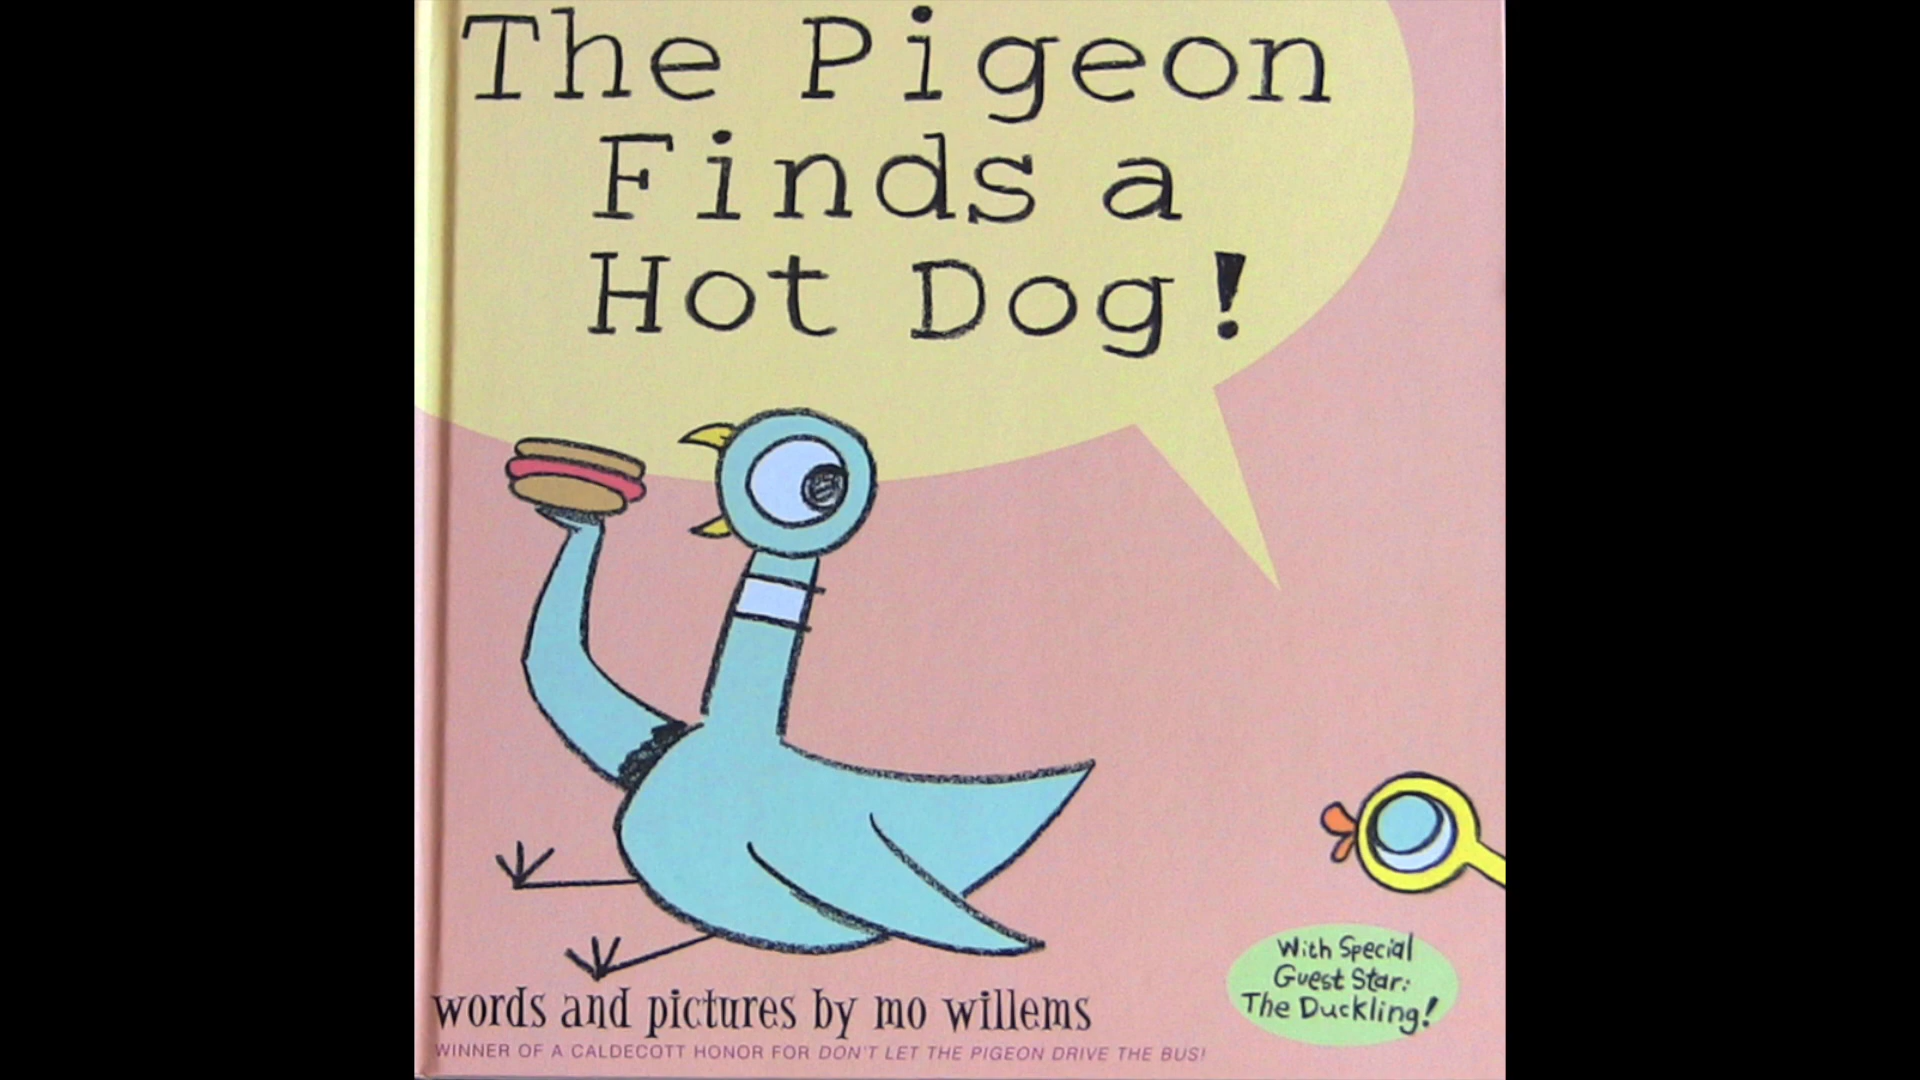 The Pigeon
Finds a
Hot Dog!
With Special
Guest Star:
The Duckling!
words and pictures by mo willems
WINNER OF A CALDECOTT HONOR FOR DON'T LET THE PIGEON DRIVE THE BUS!